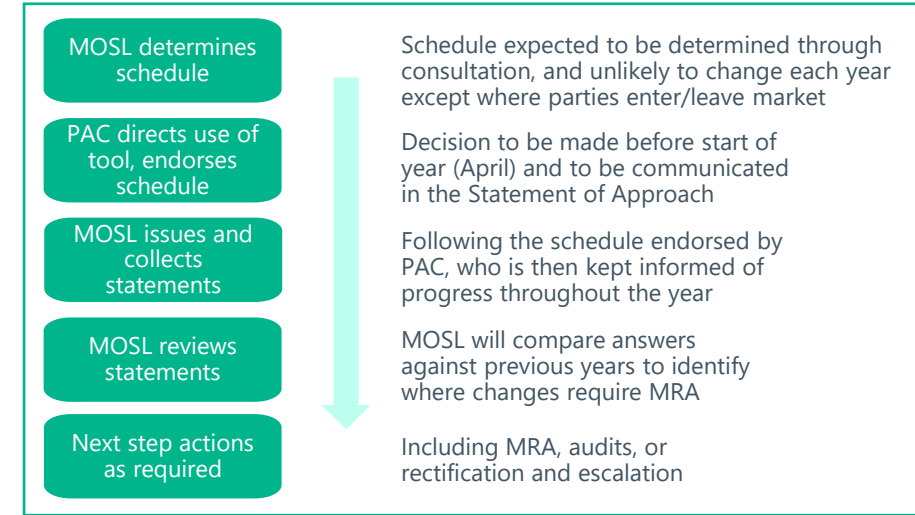 MOSL determines
schedule
Schedule expected to be determined through
consultation, and unlikely to change each year
except where parties enter/leave market
PAC directs use of
tool, endorses
schedule
Decision to be made before start of
year (April) and to be communicated
in the Statement of Approach
MOSL issues and
collects
statements
Following the schedule endorsed by
PAC, who is then kept informed of
progress throughout the year
MOSL reviews
statements
MOSL will compare answers
against previous years to identify
where changes require MRA
Next step actions
as required
Including MRA, audits, or
rectification and escalation